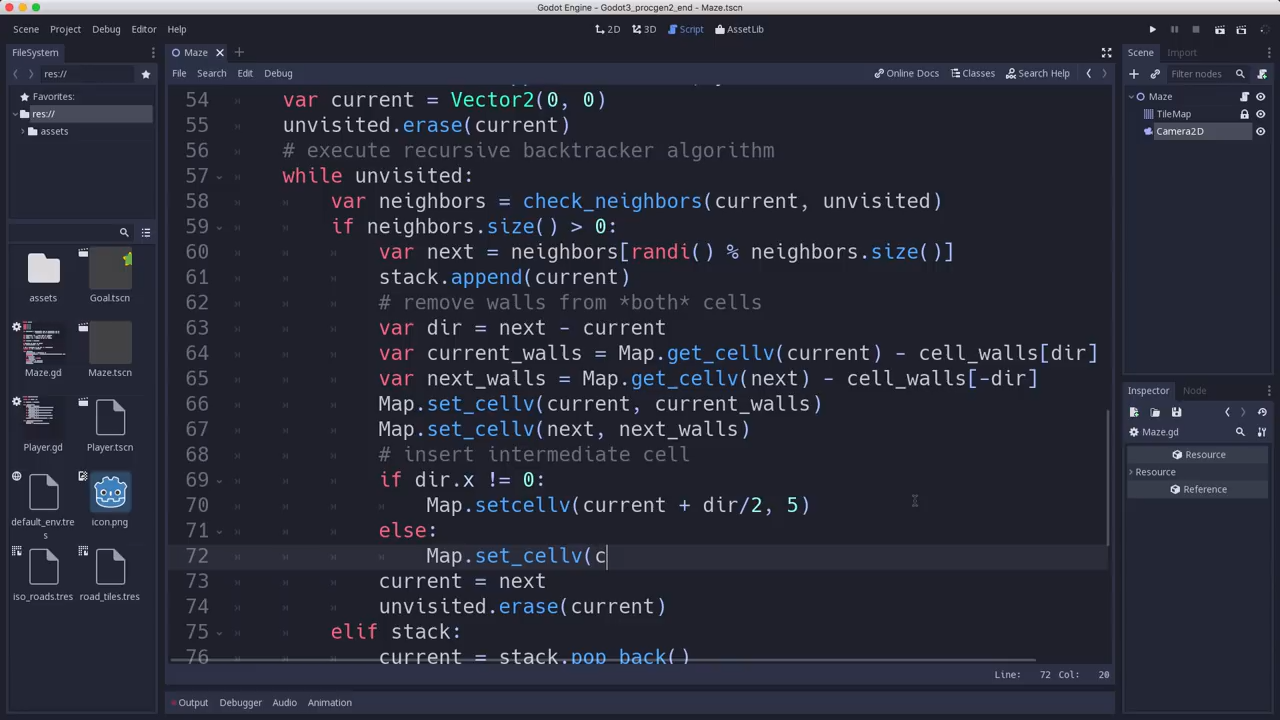 Godot Engine - Godot3_procgen2_end - Maze.tscn
Scene Project Debug Editor Help
2D 3D Script AssetLib
FileSystem
res://
Favorites:
res://
assets
assets
Goal.tscn
Maze.gd
Maze.tscn
Player.gd
Player.tscn
default_env.tre
s
icon.png
iso_roads.tres
road_tiles.tres
Maze
File Search Edit Debug
Online Docs Classes Search Help
54 var current = Vector2(0, 0)
55 unvisited.erase(current)
56 # execute recursive backtracker algorithm
57 while unvisited:
58 var neighbors = check_neighbors(current, unvisited)
59 if neighbors.size() > 0:
60 var next = neighbors[randi() % neighbors.size()]
61 stack.append(current)
62 # remove walls from *both* cells
63 var dir = next - current
64 var current_walls = Map.get_cellv(current) - cell_walls[dir]
65 var next_walls = Map.get_cellv(next) - cell_walls[-dir]
66 Map.set_cellv(current, current_walls)
67 Map.set_cellv(next, next_walls)
68 # insert intermediate cell
69 if dir.x != 0:
70 Map.setcellv(current + dir/2, 5)
71 else:
72 Map.set_cellv(c
73 current = next
74 unvisited.erase(current)
75 elif stack:
76 current = stack.pop_back()
Line: 72 Col: 20
Output Debugger Audio Animation
Scene Import
Filter nodes
Maze
TileMap
Camera2D
Inspector Node
Maze.gd
Resource
Resource
Reference